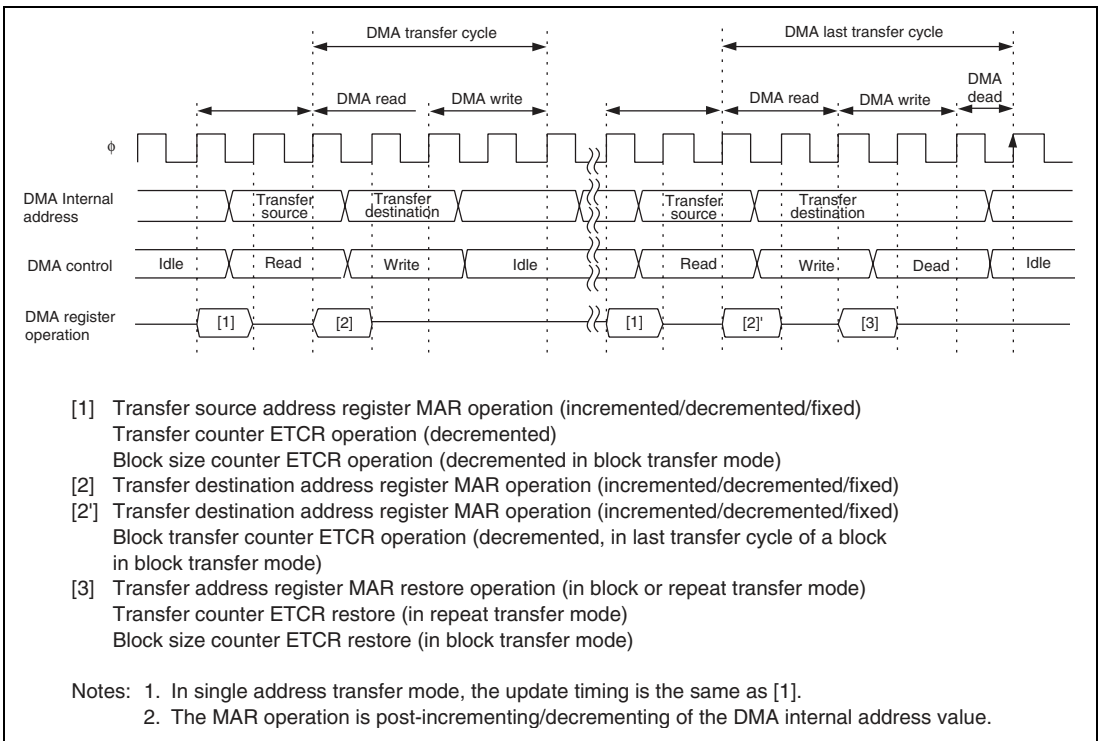 DMA transfer cycle
DMA last transfer cycle
DMA read
DMA write
DMA read
DMA write
DMA dead
ϕ
DMA Internal address
Transfer source
Transfer destination
Transfer source
Transfer destination
DMA control
Idle
Read
Write
Idle
Read
Write
Dead
Idle
DMA register operation
[1]
[2]
[1]
[2]'
[3]
[1] Transfer source address register MAR operation (incremented/decremented/fixed)
Transfer counter ETCR operation (decremented)
Block size counter ETCR operation (decremented in block transfer mode)
[2] Transfer destination address register MAR operation (incremented/decremented/fixed)
[2'] Transfer destination address register MAR operation (incremented/decremented/fixed)
Block transfer counter ETCR operation (decremented, in last transfer cycle of a block
in block transfer mode)
[3] Transfer address register MAR restore operation (in block or repeat transfer mode)
Transfer counter ETCR restore (in repeat transfer mode)
Block size counter ETCR restore (in block transfer mode)
Notes: 1. In single address transfer mode, the update timing is the same as [1].
2. The MAR operation is post-incrementing/decrementing of the DMA internal address value.